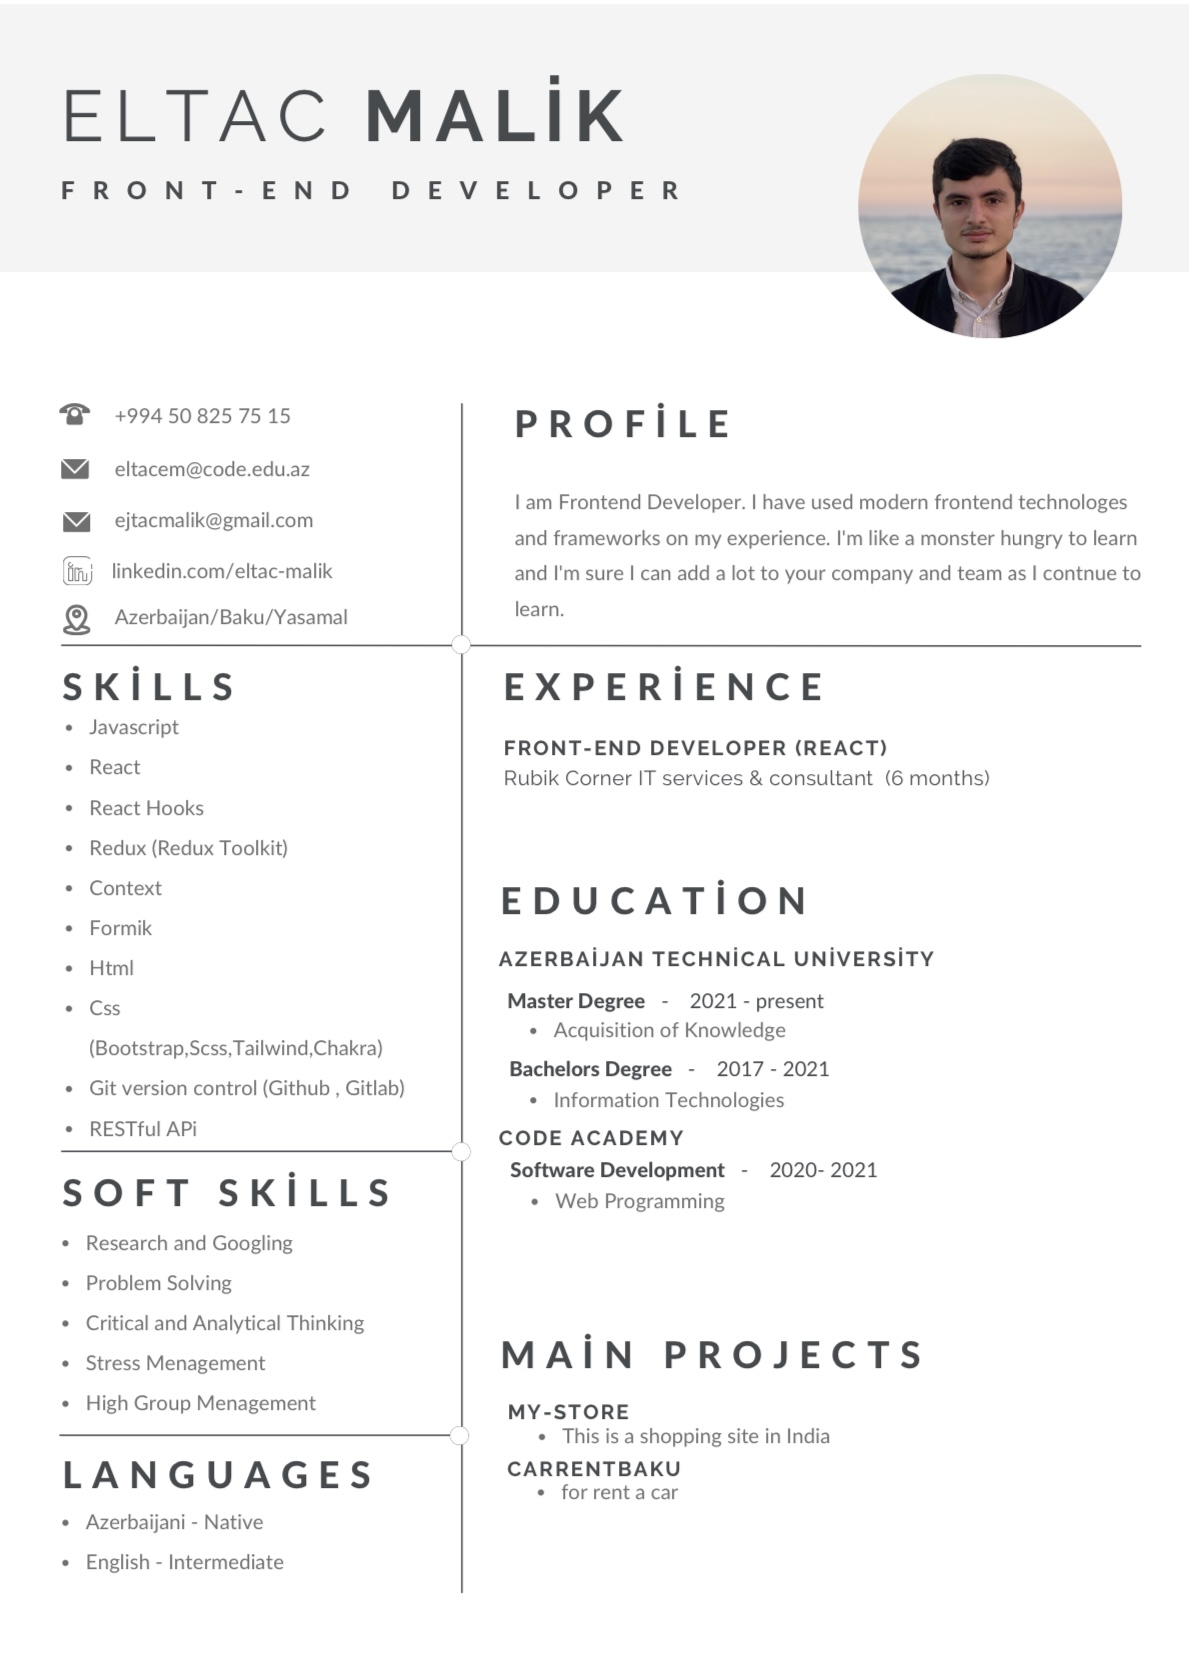 ELTAC MALİK
FRONT-END DEVELOPER
+994 50 825 75 15
eltacem@code.edu.az
ejtacmalik@gmail.com
linkedin.com/eltac-malik
Azerbaijan/Baku/Yasamal
PROFİLE
I am Frontend Developer. I have used modern frontend technologes
and frameworks on my experience. I'm like a monster hungry to learn
and I'm sure I can add a lot to your company and team as I contnue to
learn.
SKİLLS
• Javascript
• React
• React Hooks
• Redux (Redux Toolkit)
• Context
• Formik
• Html
• Css
(Bootstrap,Scss,Tailwind,Chakra)
• Git version control (Github , Gitlab)
• RESTful APi
SOFT SKİLLS
• Research and Googling
• Problem Solving
• Critical and Analytical Thinking
• Stress Menagement
• High Group Menagement
LANGUAGES
• Azerbaijani - Native
• English - Intermediate
EXPERİENCE
FRONT-END DEVELOPER (REACT)
Rubik Corner IT services & consultant (6 months)
EDUCATİON
AZERBAİJAN TECHNİCAL UNİVERSİTY
Master Degree - 2021 - present
• Acquisition of Knowledge
Bachelors Degree - 2017 - 2021
• Information Technologies
CODE ACADEMY
Software Development - 2020- 2021
• Web Programming
MAİN PROJECTS
MY-STORE
• This is a shopping site in India
CARRENTBAKU
• for rent a car